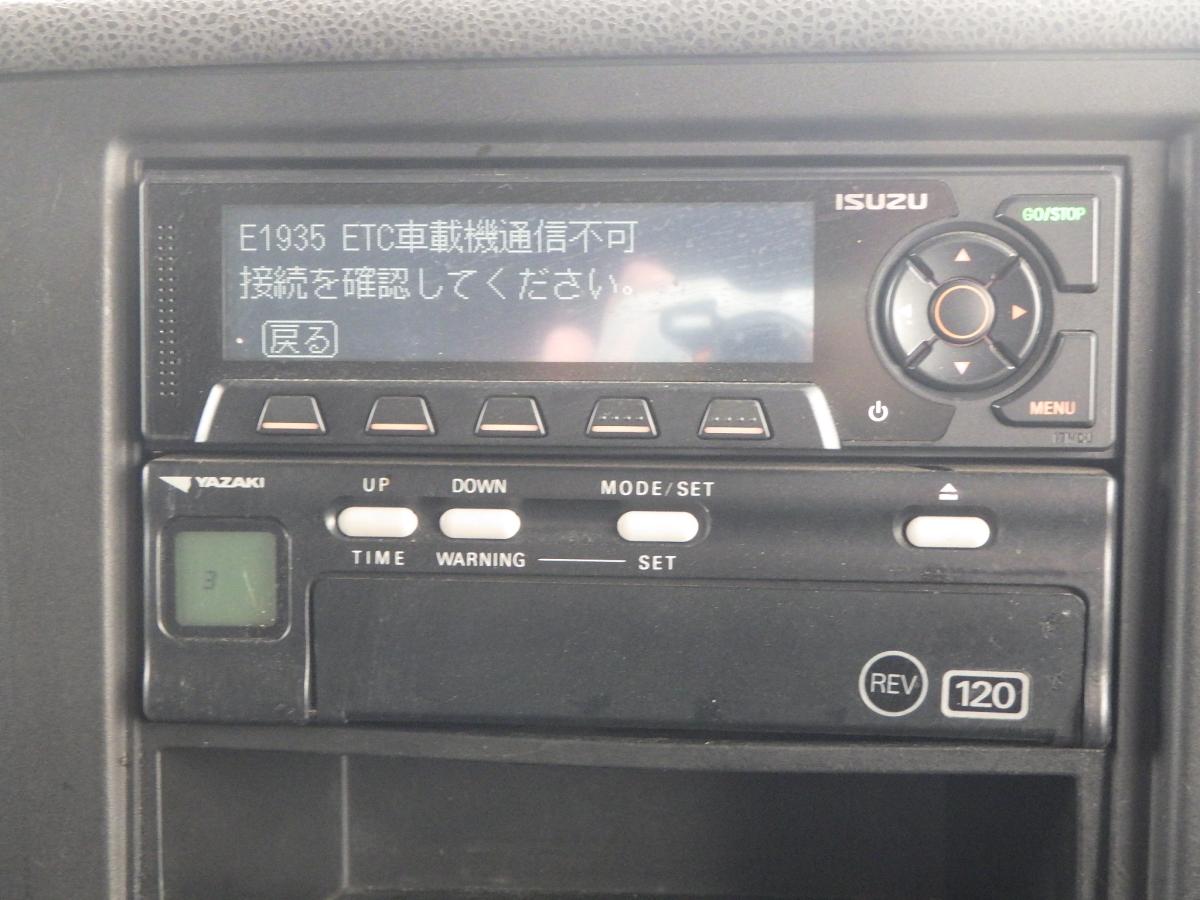 ISUZU
GO/STOP
E1935 ETC車載機通信不可
接続を確認してください。
戻る
MENU
YAZAKI
UP
DOWN
MODE/SET
TIME
WARNING
SET
3
REV
120